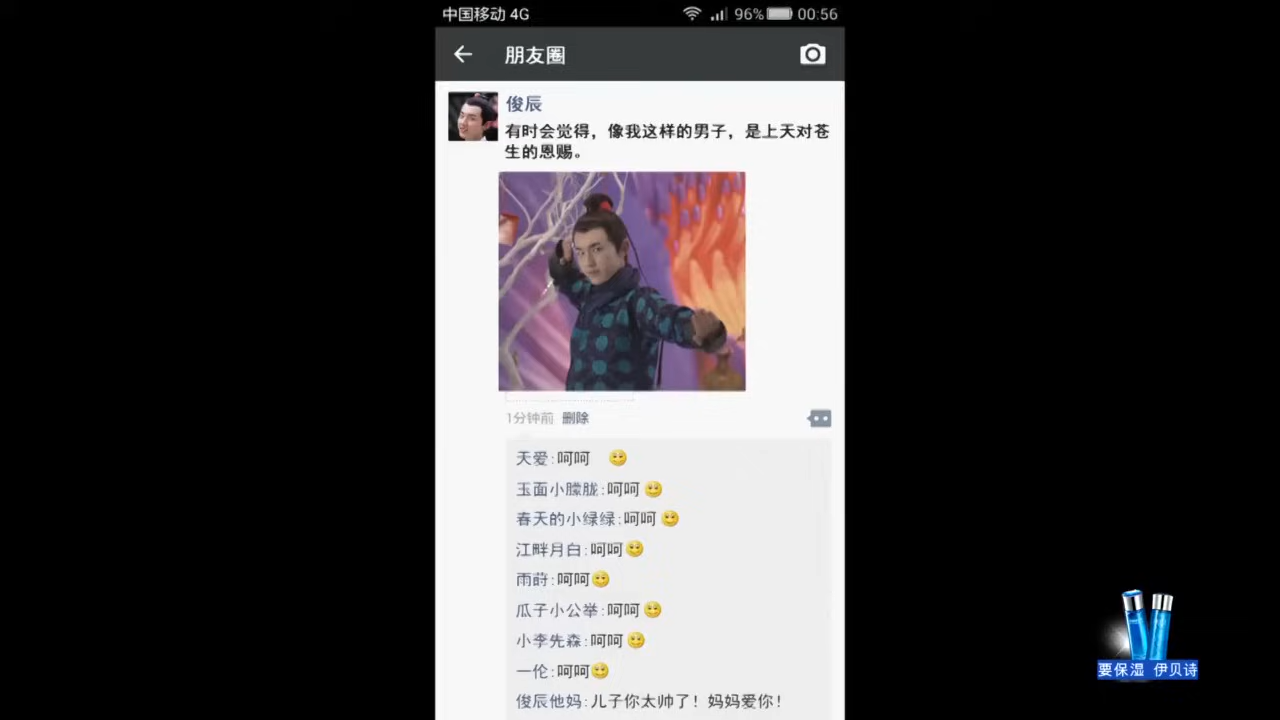 中国移动 4G 96% 00:56
朋友圈
俊辰
有时会觉得，像我这样的男子，是上天对苍
生的恩赐。
1分钟前 删除
天爱:呵呵
玉面小朦胧:呵呵
春天的小绿绿:呵呵
江畔月白:呵呵
雨莳:呵呵
瓜子小公举:呵呵
小李先森:呵呵
一伦:呵呵
俊辰他妈:儿子你太帅了！妈妈爱你！
要保湿 伊贝诗